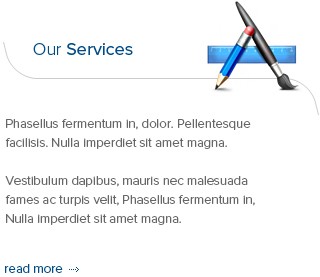 Our Services
Phasellus fermentum in, dolor. Pellentesque
facilisis. Nulla imperdiet sit amet magna.
Vestibulum dapibus, mauris nec malesuada
fames ac turpis velit, Phasellus fermentum in,
Nulla imperdiet sit amet magna.
read more